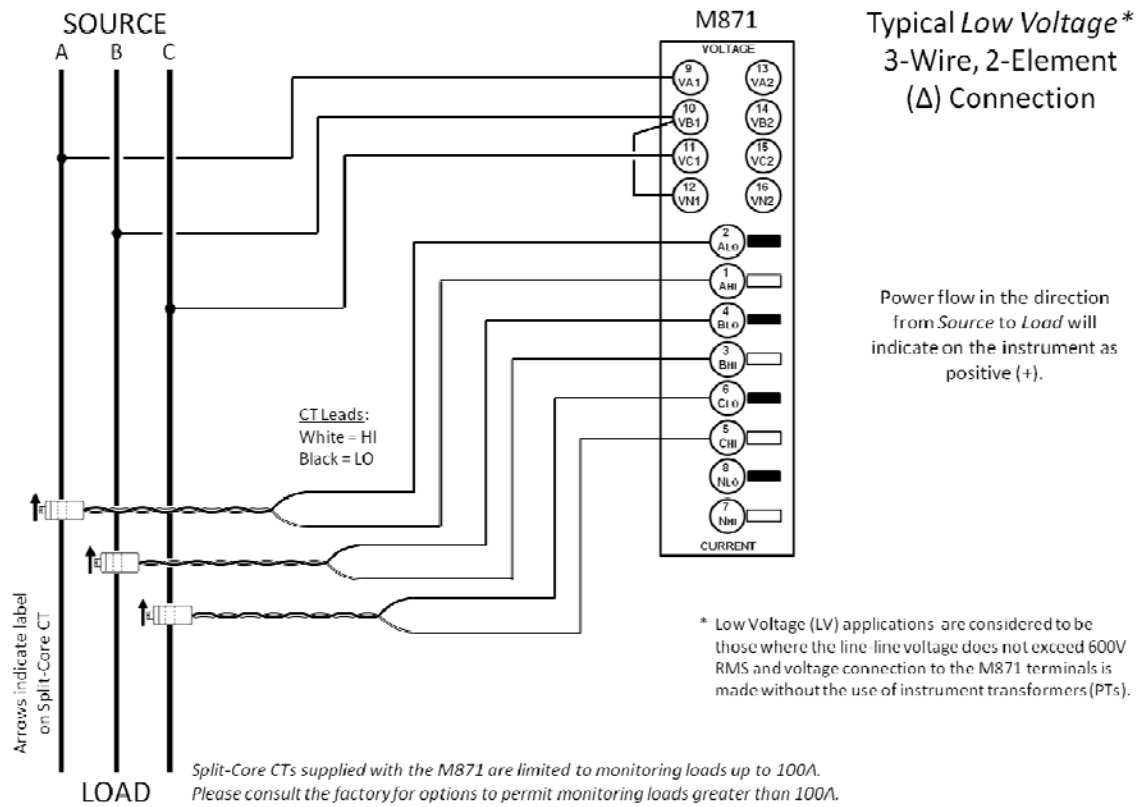 SOURCE
A B C
M871
VOLTAGE
9
VA1
13
VA2
10
VB1
14
VB2
11
VC1
15
VC2
12
VN1
16
VN2
2
ALO
1
AHI
4
BLO
3
BHI
6
CLO
5
CHI
8
NLO
7
NHI
CURRENT
Typical Low Voltage*
3-Wire, 2-Element
(Δ) Connection
Power flow in the direction
from Source to Load will
indicate on the instrument as
positive (+).
CT Leads:
White = HI
Black = LO
Arrows indicate label
on Split-Core CT
* Low Voltage (LV) applications are considered to be
those where the line-line voltage does not exceed 600V
RMS and voltage connection to the M871 terminals is
made without the use of instrument transformers (PTs).
LOAD
Split-Core CTs supplied with the M871 are limited to monitoring loads up to 100A.
Please consult the factory for options to permit monitoring loads greater than 100A.